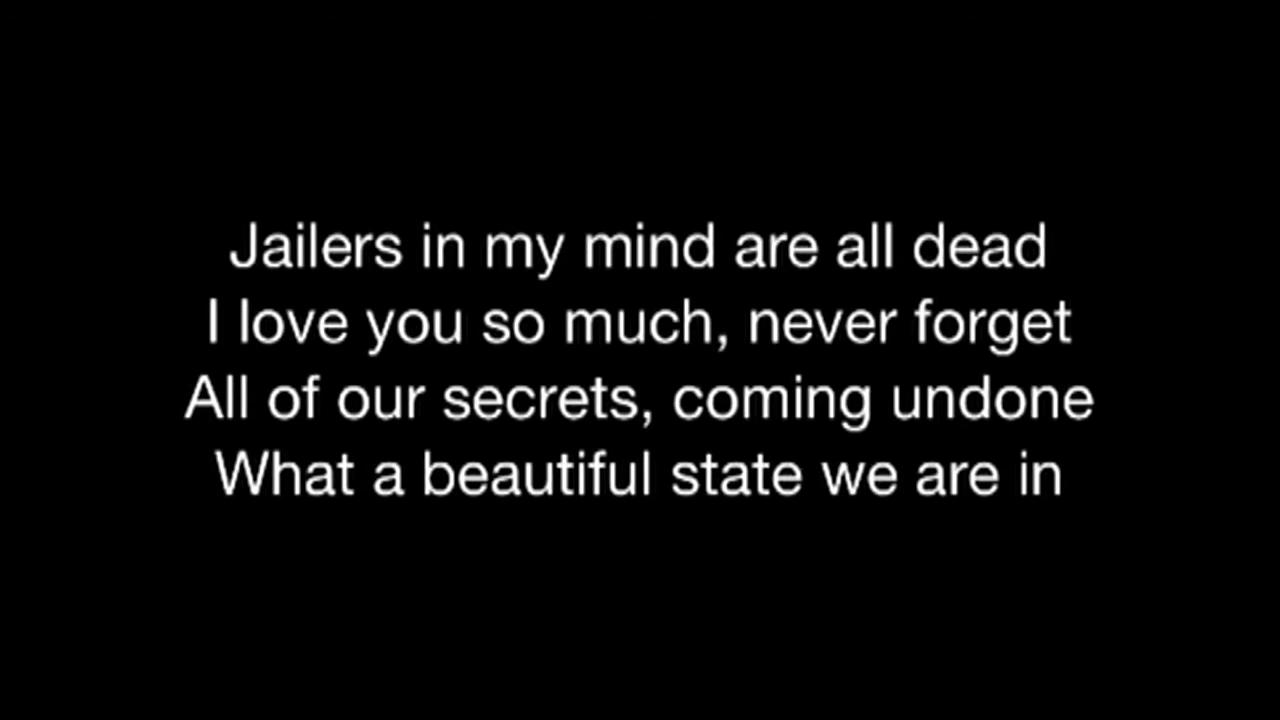 Jailers in my mind are all dead
I love you so much, never forget
All of our secrets, coming undone
What a beautiful state we are in